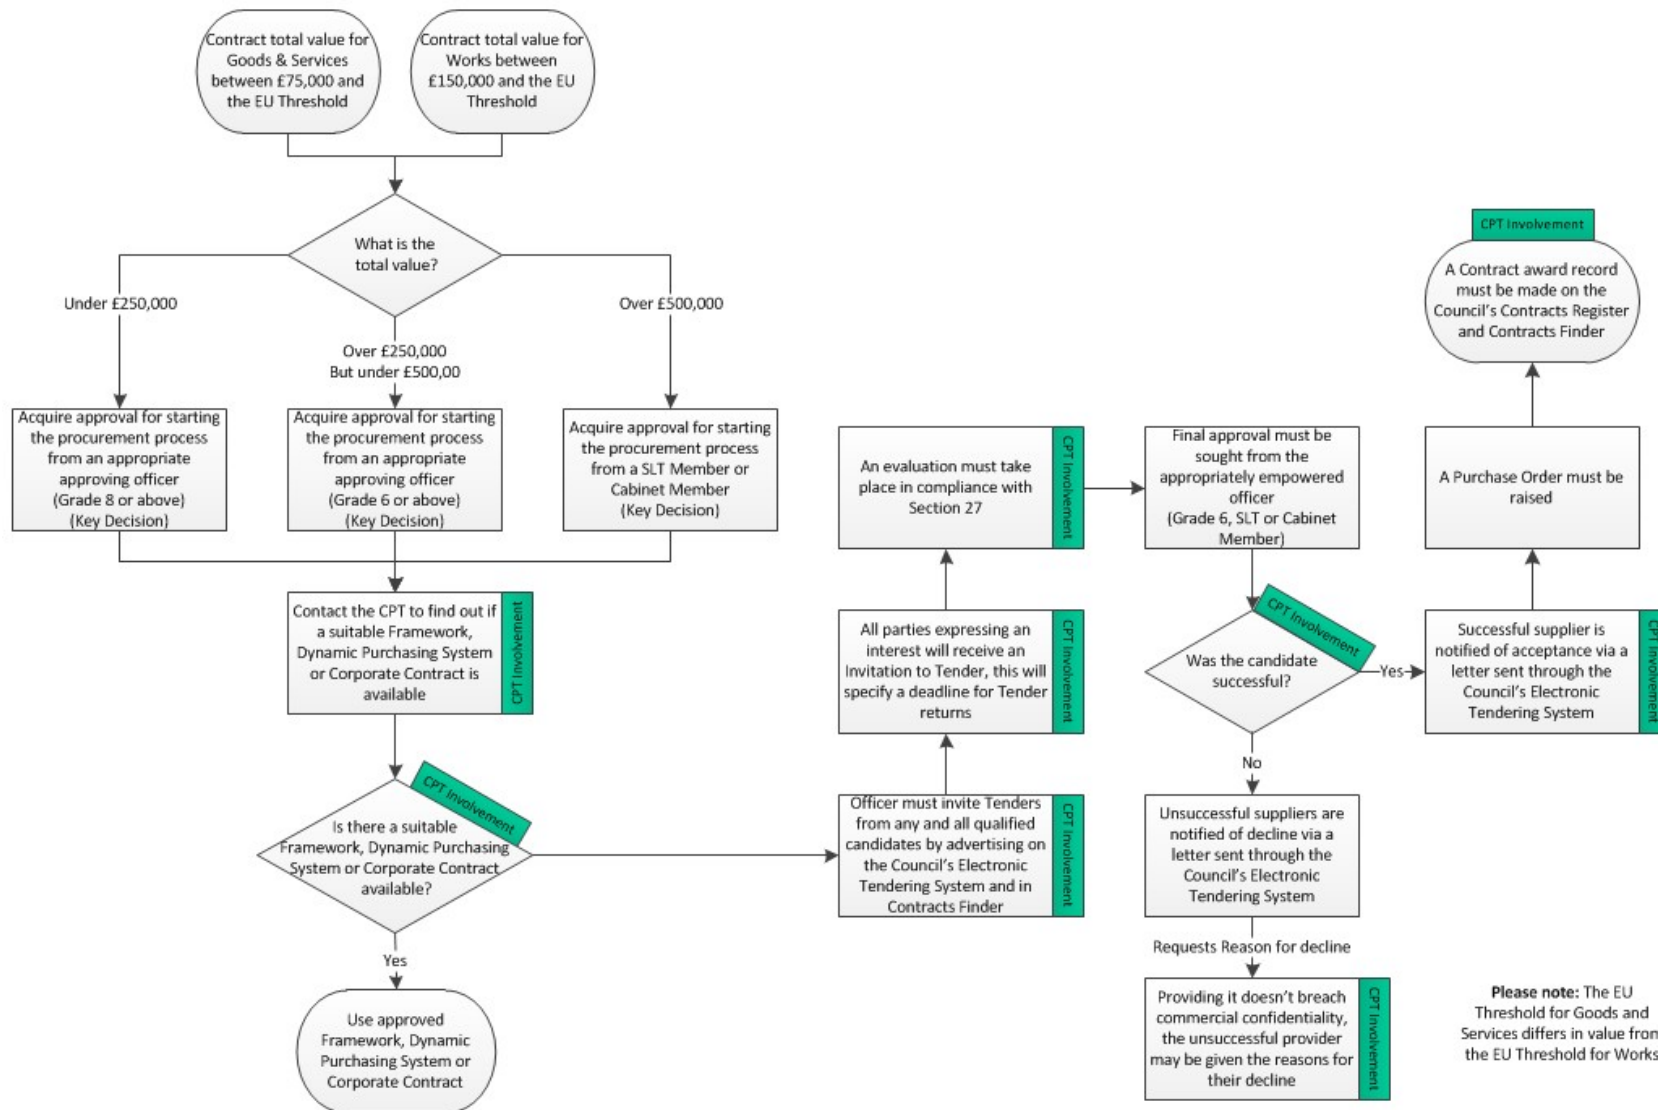 Contract total value for
Goods & Services
between £75,000 and
the EU Threshold
Contract total value for
Works between
£150,000 and the EU
Threshold
What is the
total value?
Under £250,000
Over £250,000
But under £500,00
Over £500,000
Acquire approval for starting
the procurement process
from an appropriate
approving officer
(Grade 8 or above)
(Key Decision)
Acquire approval for starting
the procurement process
from an appropriate
approving officer
(Grade 6 or above)
(Key Decision)
Acquire approval for starting
the procurement process
from a SLT Member or
Cabinet Member
(Key Decision)
Contact the CPT to find out if
a suitable Framework,
Dynamic Purchasing System
or Corporate Contract is
available
CPT Involvement
CPT Involvement
Is there a suitable
Framework, Dynamic Purchasing
System or Corporate Contract
available?
Yes
Use approved
Framework, Dynamic
Purchasing System or
Corporate Contract
Officer must invite Tenders
from any and all qualified
candidates by advertising on
the Council's Electronic
Tendering System and in
Contracts Finder
CPT Involvement
All parties expressing an
interest will receive an
Invitation to Tender, this will
specify a deadline for Tender
returns
CPT Involvement
An evaluation must take
place in compliance with
Section 27
CPT Involvement
Final approval must be
sought from the
appropriately empowered
officer
(Grade 6, SLT or Cabinet
Member)
CPT Involvement
Was the candidate
successful?
Yes
No
Unsuccessful suppliers are
notified of decline via a
letter sent through the
Council's Electronic
Tendering System
Requests Reason for decline
Providing it doesn't breach
commercial confidentiality,
the unsuccessful provider
may be given the reasons for
their decline
CPT Involvement
Successful supplier is
notified of acceptance via a
letter sent through the
Council's Electronic
Tendering System
CPT Involvement
A Purchase Order must be
raised
CPT Involvement
A Contract award record
must be made on the
Council's Contracts Register
and Contracts Finder
Please note: The EU
Threshold for Goods and
Services differs in value from
the EU Threshold for Works